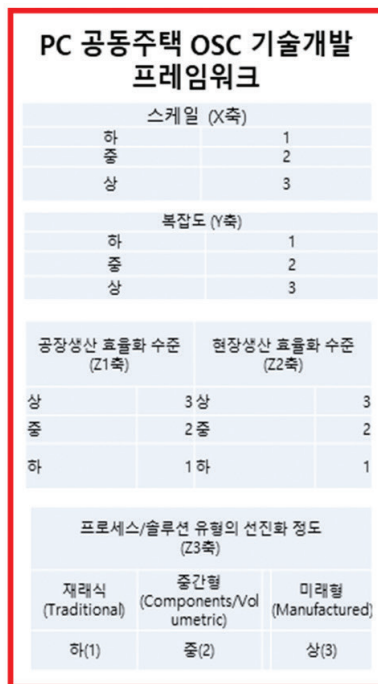 PC 공동주택 OSC 기술개발
프레임워크
스케일 (X축)
하 1
중 2
상 3
복잡도 (Y축)
하 1
중 2
상 3
공장생산 효율화 수준 현장생산 효율화 수준
(Z1축) (Z2축)
상 3 상 3
중 2 중 2
하 1 하 1
프로세스/솔루션 유형의 선진화 정도
(Z3축)
재래식 중간형 미래형
(Traditional) (Components/Vol (Manufactured)
umetric)
하(1) 중(2) 상(3)